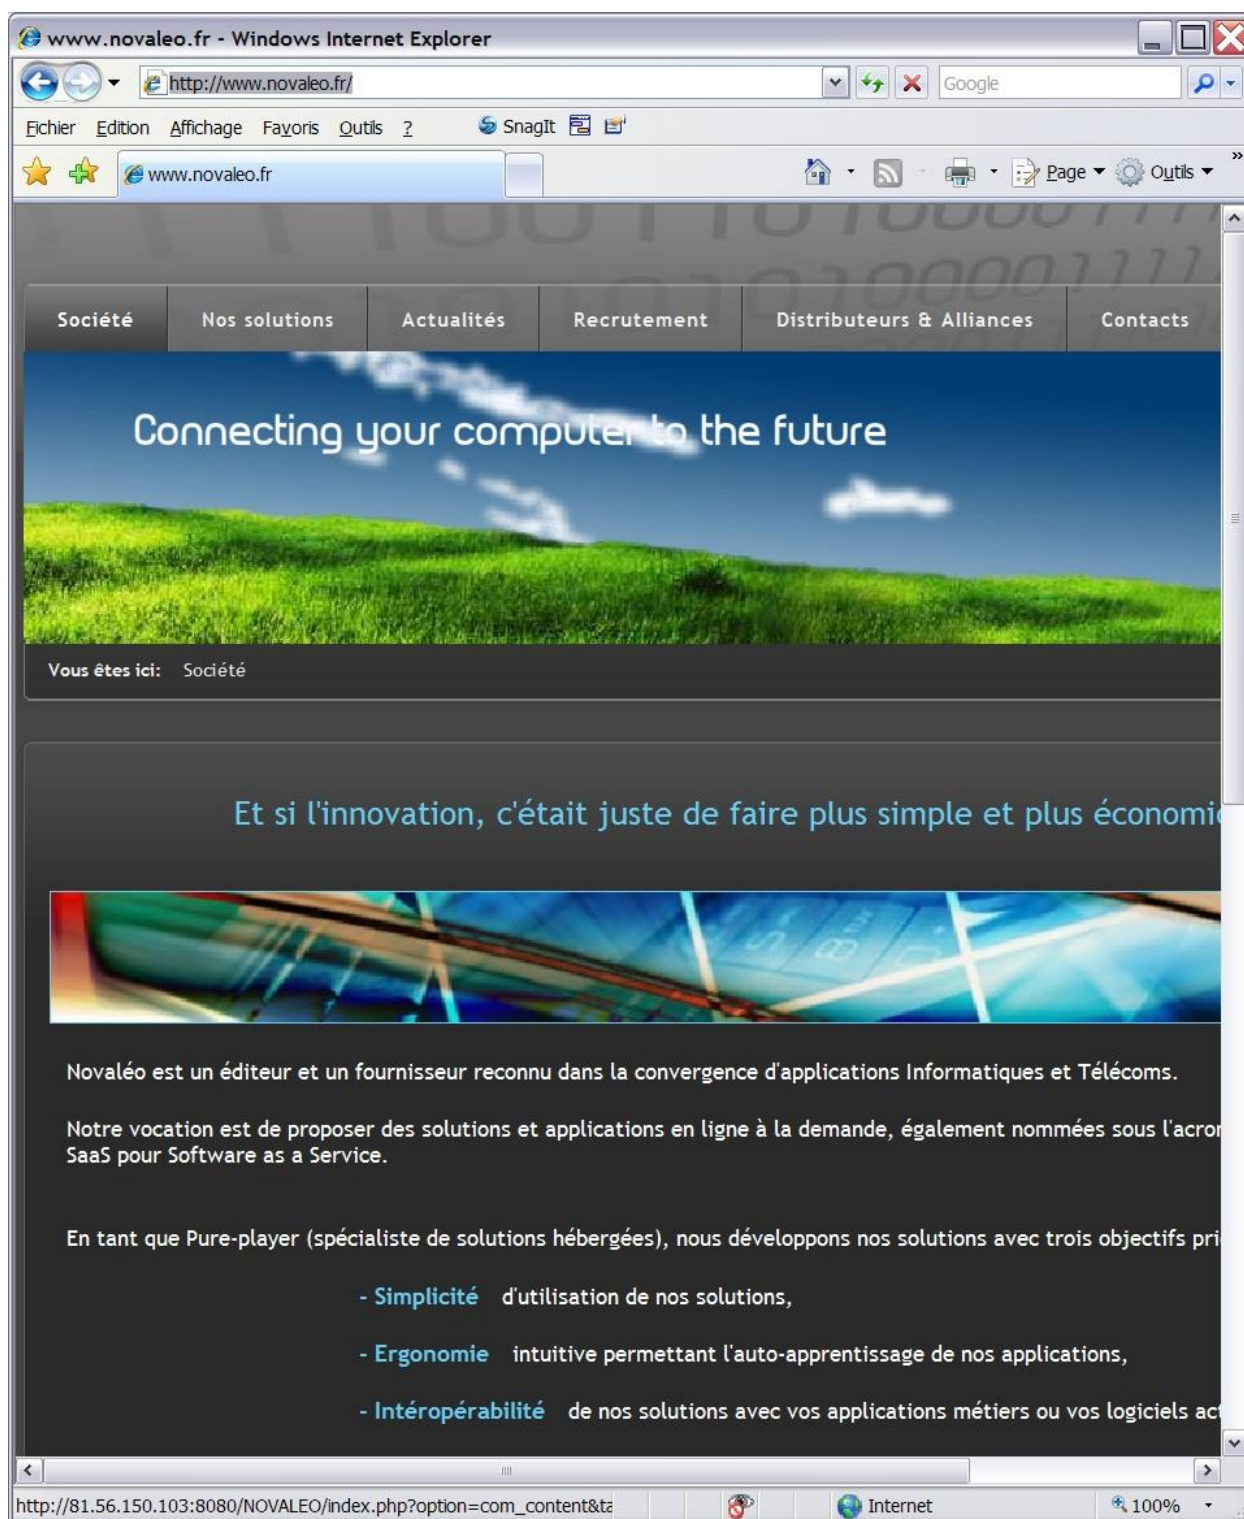 www.novaleo.fr - Windows Internet Explorer
http://www.novaleo.fr/
Google
Fichier Edition Affichage Favoris Outils ? SnagIt
www.novaleo.fr
Page Outils
Société Nos solutions Actualités Recrutement Distributeurs & Alliances Contacts
Connecting your computer to the future
Vous êtes ici: Société
Et si l'innovation, c'était juste de faire plus simple et plus économi
Novaléo est un éditeur et un fournisseur reconnu dans la convergence d'applications Informatiques et Télécoms.
Notre vocation est de proposer des solutions et applications en ligne à la demande, également nommées sous l'acron
SaaS pour Software as a Service.
En tant que Pure-player (spécialiste de solutions hébergées), nous développons nos solutions avec trois objectifs pri
- Simplicité d'utilisation de nos solutions,
- Ergonomie intuitive permettant l'auto-apprentissage de nos applications,
- Intéropérabilité de nos solutions avec vos applications métiers ou vos logiciels act
http://81.56.150.103:8080/NOVALEO/index.php?option=com_content&ta
Internet
100%